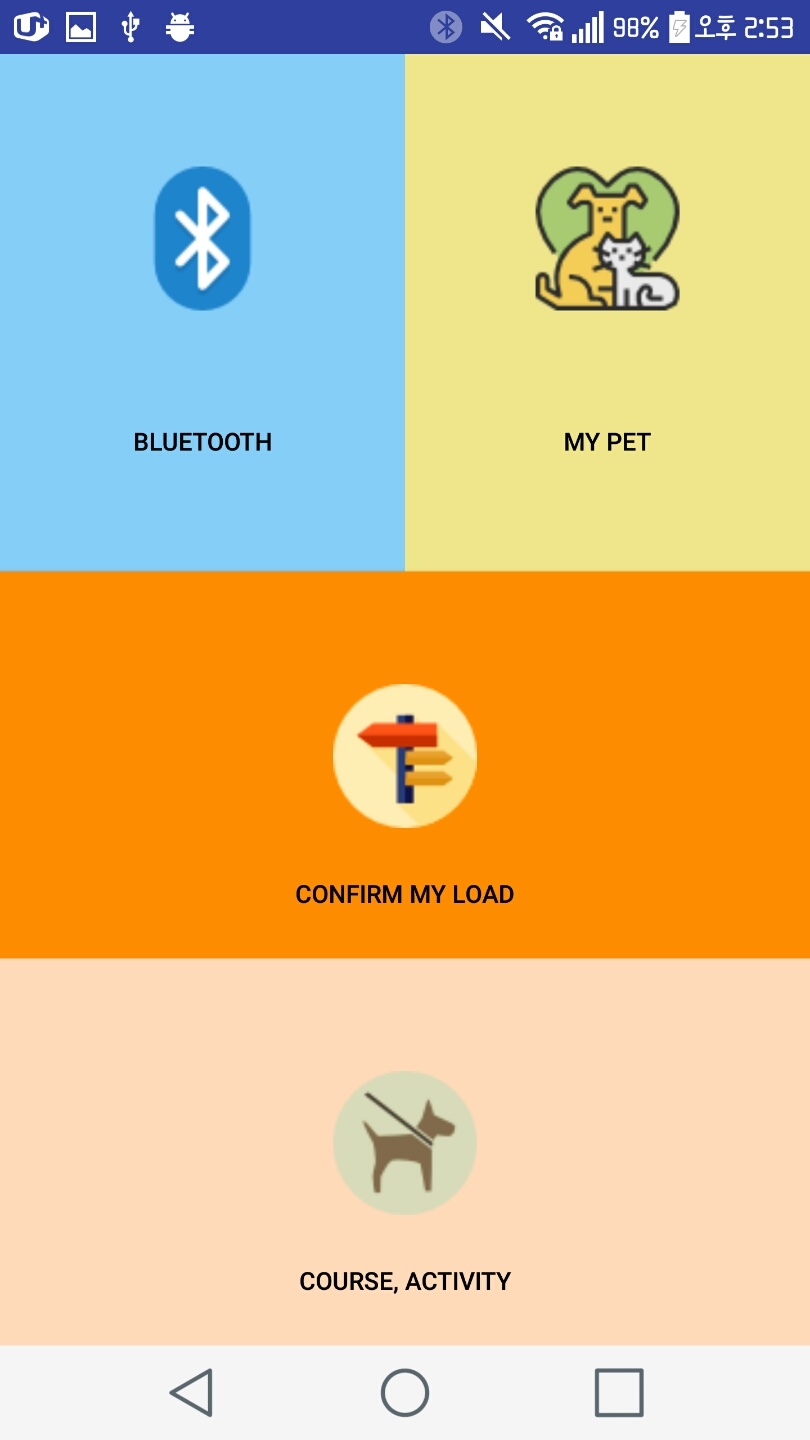 98% 오후 2:53
BLUETOOTH
MY PET
CONFIRM MY LOAD
COURSE, ACTIVITY